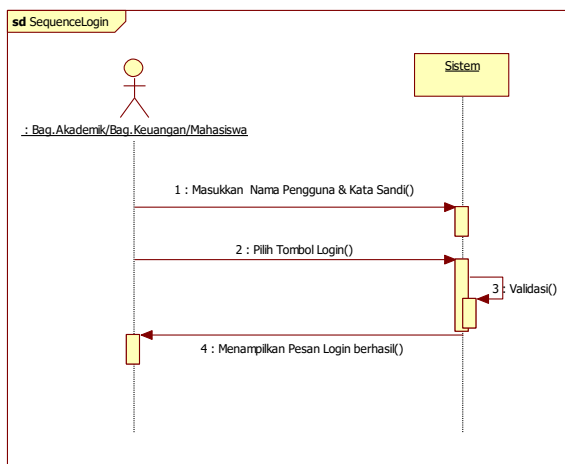 sd SequenceLogin
Sistem
: Bag.Akademik/Bag.Keuangan/Mahasiswa
1 : Masukkan Nama Pengguna & Kata Sandi()
2 : Pilih Tombol Login()
3 : Validasi()
4 : Menampilkan Pesan Login berhasil()